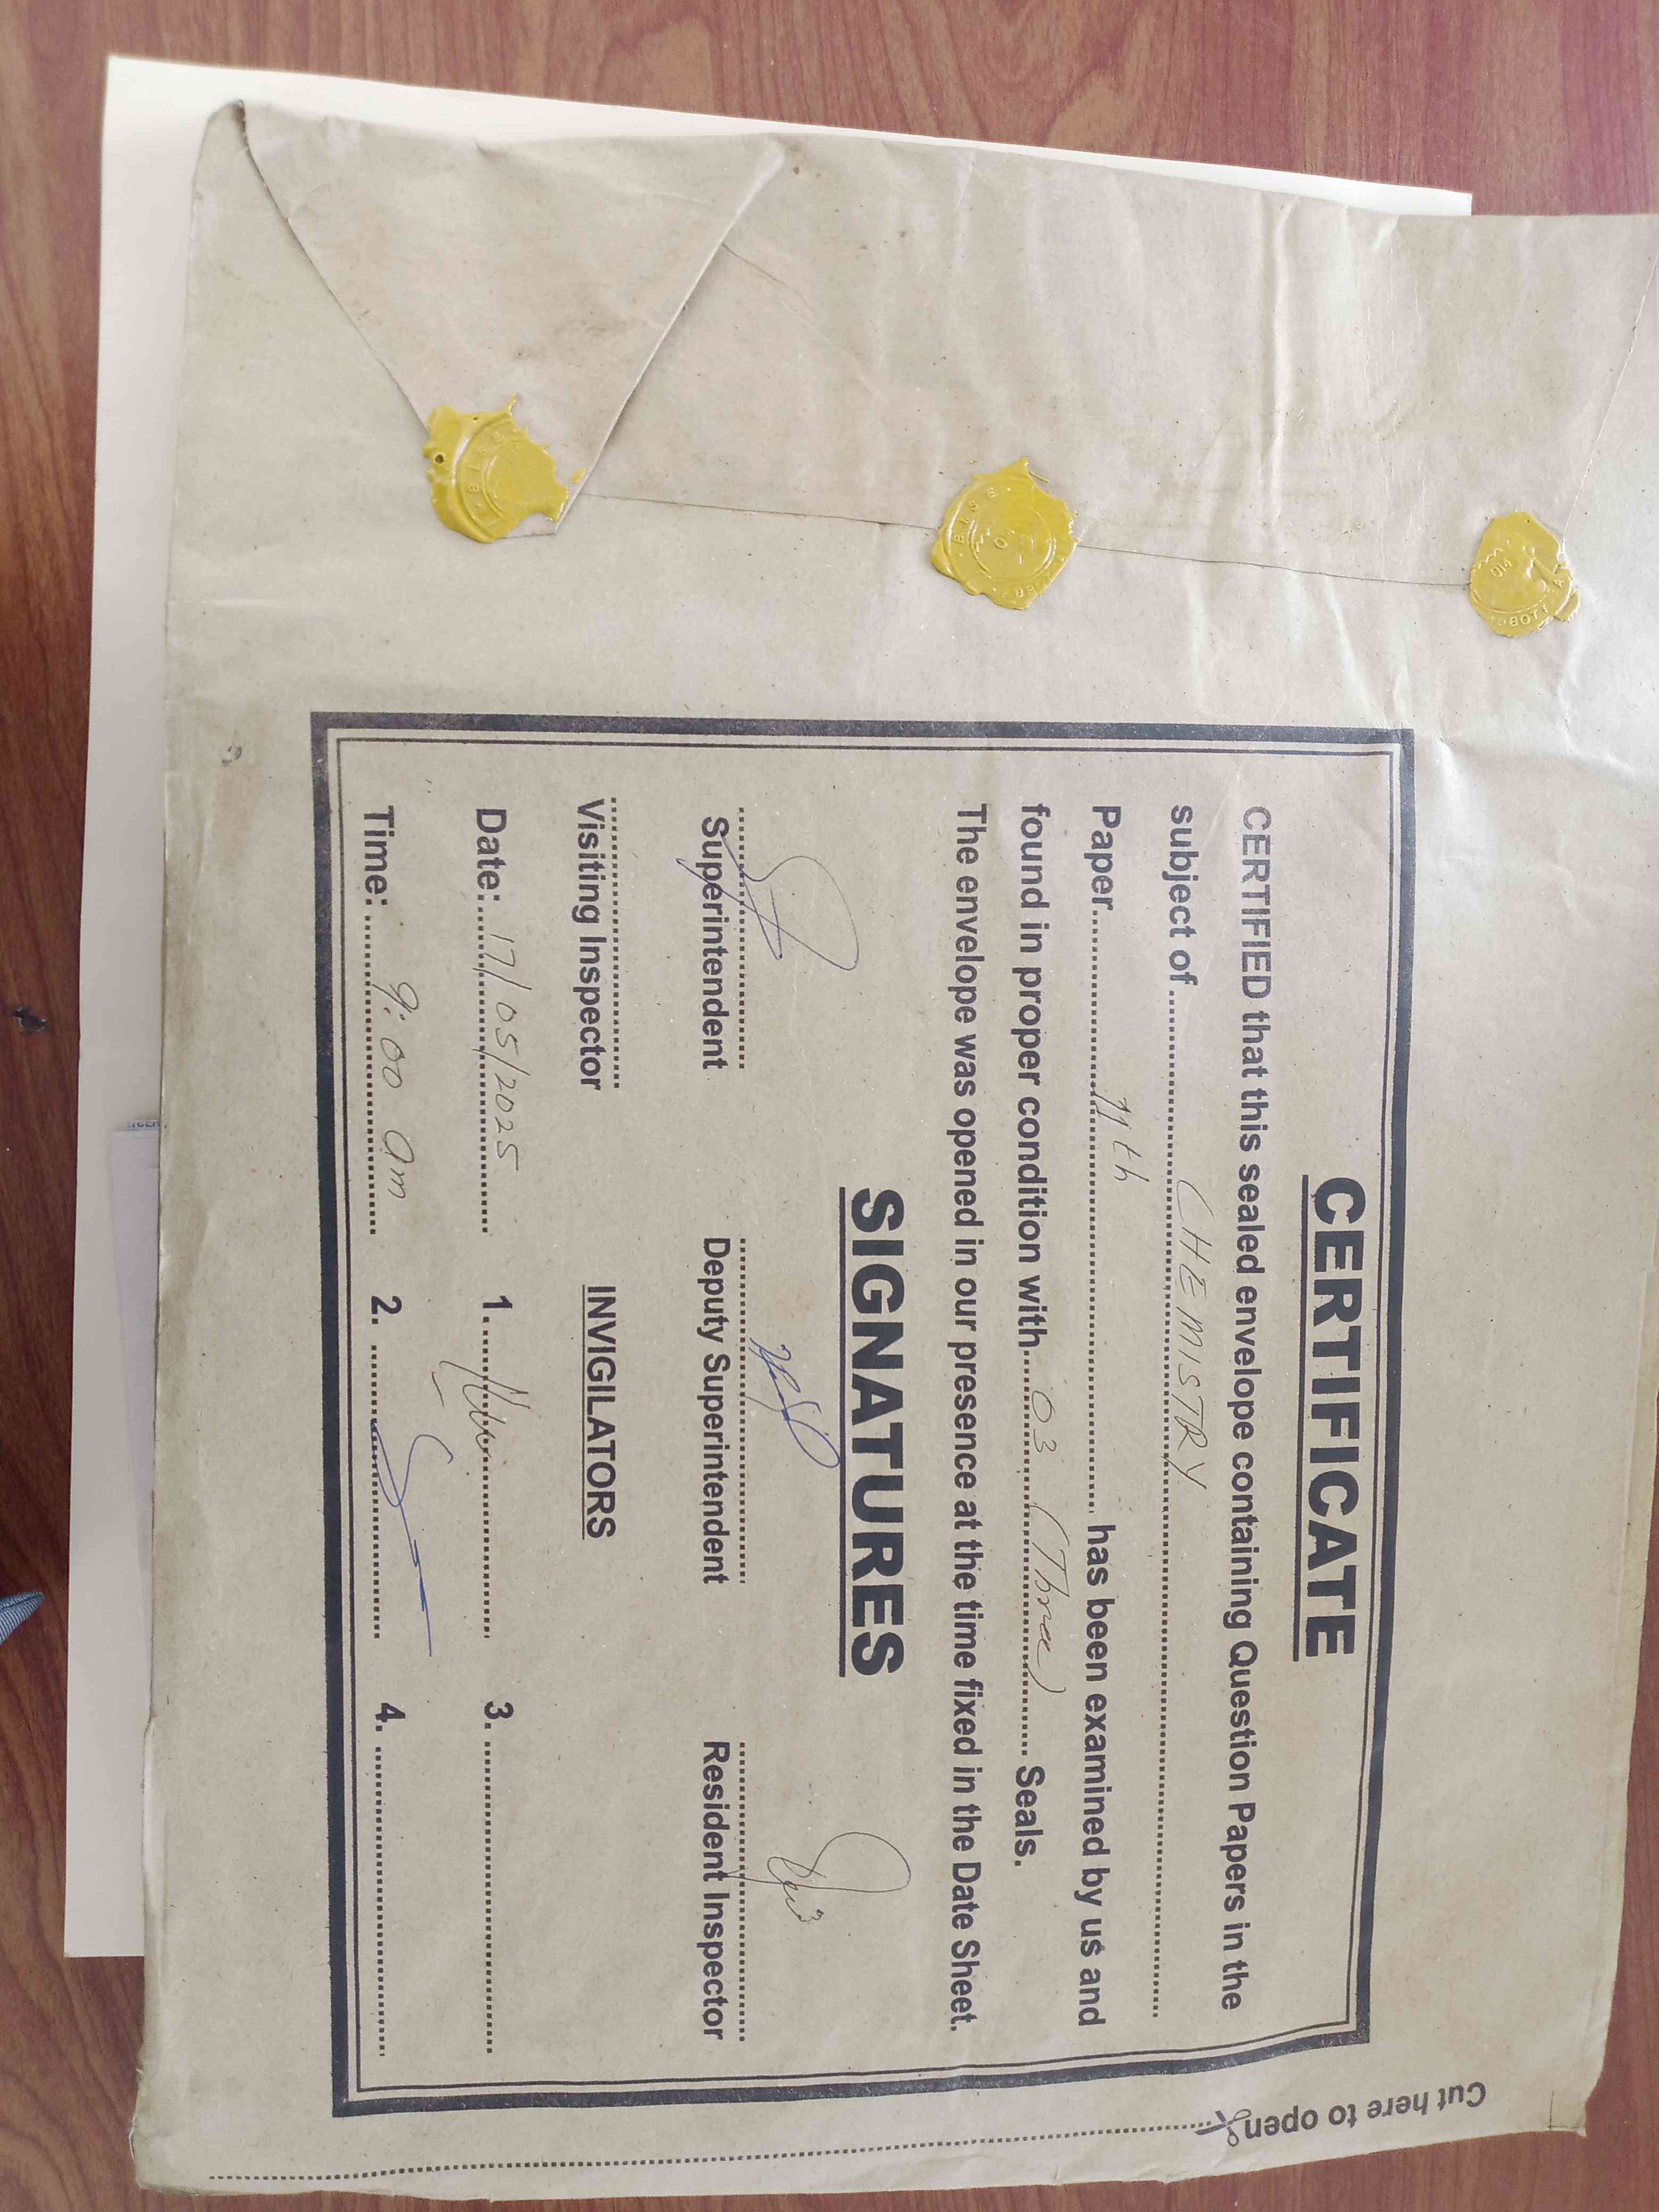 CERTIFICATE
CERTIFIED that this sealed envelope containing Question Papers in the
subject of ........ CHEMISTRY ........
Paper ........ 11th ........ has been examined by us and
found in proper condition with ..... 03 (Three) ..... Seals.
The envelope was opened in our presence at the time fixed in the Date Sheet.
SIGNATURES
Superintendent Deputy Superintendent Resident Inspector
Visiting Inspector INVIGILATORS
Date: 17/05/2025 1. ........ 3. ........
Time: 9:00 am 2. ........ 4. ........
Cut here to open